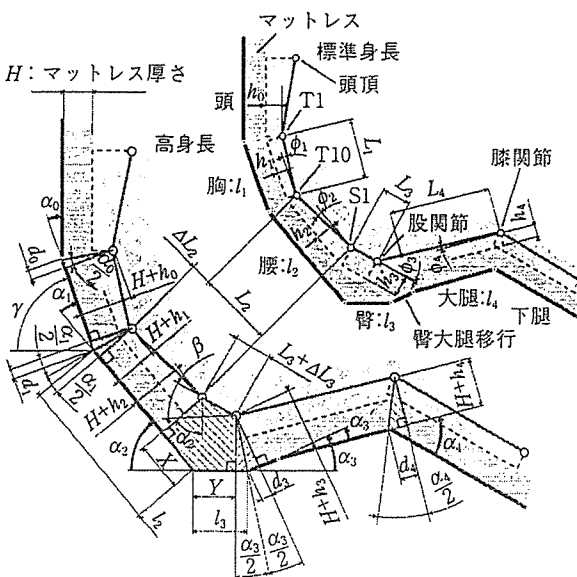 マットレス
標準身長
頭頂
H：マットレス厚さ
頭
h₀
T1
高身長
ϕ₁
L₁
h₁
T10
膝関節
胸:l₁
ϕ₂
S1
L₃
L₄
h₄
α₀
ΔL₂
h₂
股関節
d₀
L₂
腰:l₂
h₃
ϕ₃
ϕ₄
α₁
H+h₀
大腿:l₄
下腿
γ
臀:l₃
臀大腿移行
α₁/2
H+h₁
β
L₃+ΔL₃
d₁
α₁/2
H+h₂
H+h₄
α₂
α₂
α₃
α₄
X
α₃
d₃
d₄
Y
H+h₃
α₄/2
l₂
l₃
α₃/2
α₃/2